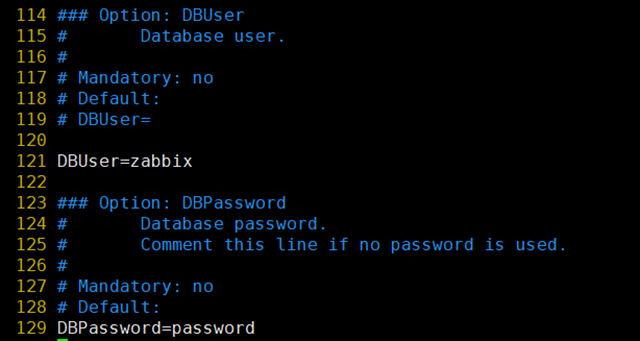 114 ### Option: DBUser
115 #       Database user.
116 #
117 # Mandatory: no
118 # Default:
119 # DBUser=
120
121 DBUser=zabbix
122
123 ### Option: DBPassword
124 #       Database password.
125 #       Comment this line if no password is used.
126 #
127 # Mandatory: no
128 # Default:
129 DBPassword=password